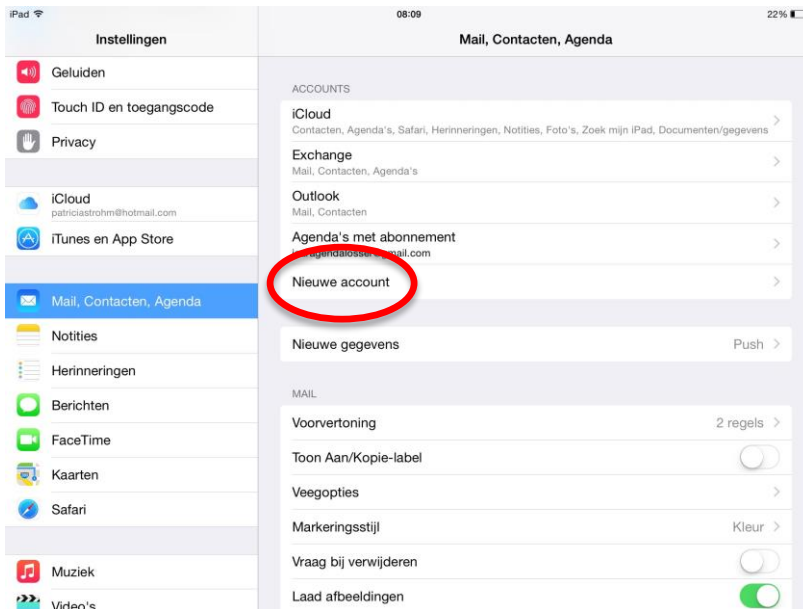 iPad 08:09 22%
Instellingen
Geluiden
Touch ID en toegangscode
Privacy
iCloud
patriciastrohm@hotmail.com
iTunes en App Store
Mail, Contacten, Agenda
Notities
Herinneringen
Berichten
FaceTime
Kaarten
Safari
Muziek
Video's
Mail, Contacten, Agenda
ACCOUNTS
iCloud
Contacten, Agenda's, Safari, Herinneringen, Notities, Foto's, Zoek mijn iPad, Documenten/gegevens
Exchange
Mail, Contacten, Agenda's
Outlook
Mail, Contacten
Agenda's met abonnement
Nieuwe account
Nieuwe gegevens Push
MAIL
Voorvertoning 2 regels
Toon Aan/Kopie-label
Veegopties
Markeringsstijl Kleur
Vraag bij verwijderen
Laad afbeeldingen